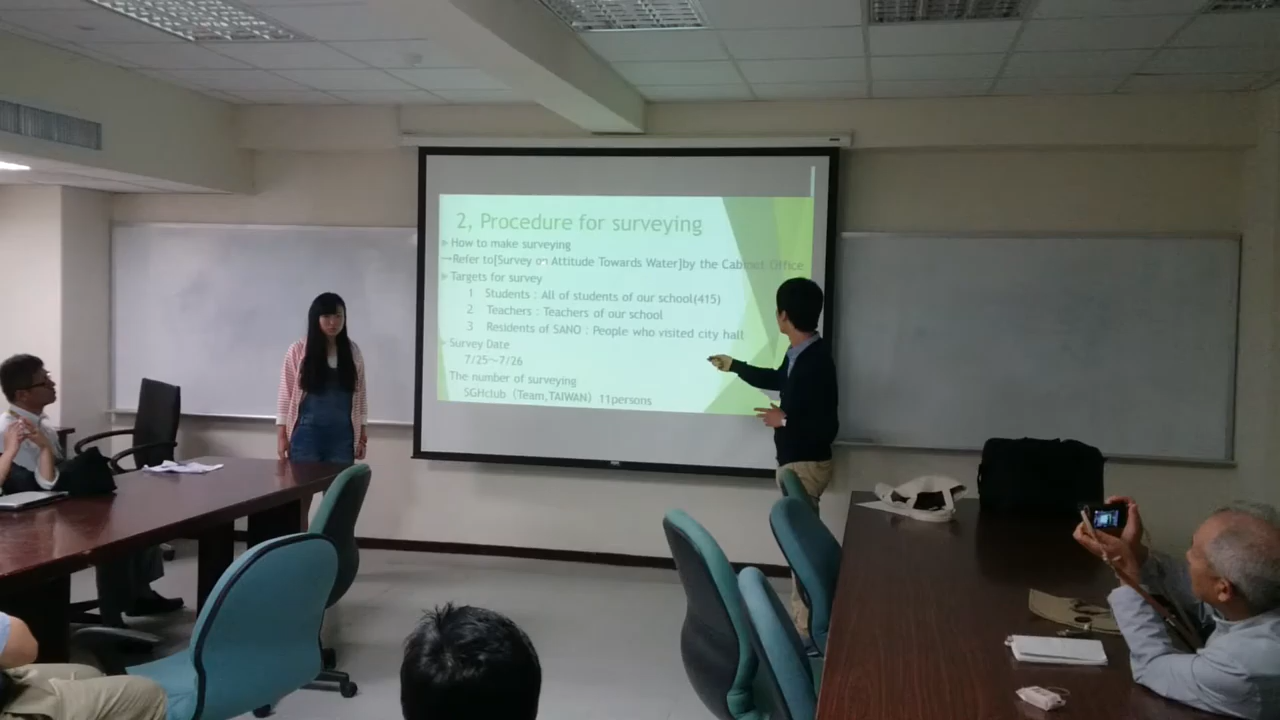 2, Procedure for surveying
How to make surveying
→Refer to[Survey on Attitude Towards Water]by the Cabinet Office
Targets for survey
1 Students : All of students of our school(415)
2 Teachers : Teachers of our school
3 Residents of SANO : People who visited city hall
Survey Date
7/25～7/26
The number of surveying
SGHclub (Team,TAIWAN) 11persons